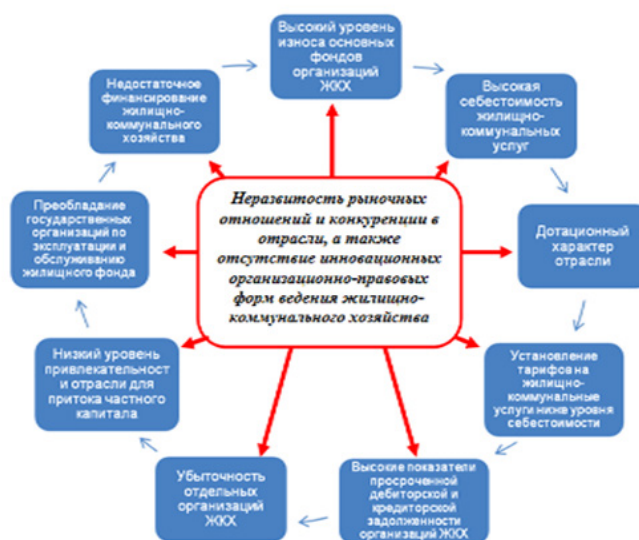 Высокий уровень
износа основных
фондов
организаций
ЖКХ
Высокая
себестоимость
жилищно-
коммунальных
услуг
Дотационный
характер
отрасли
Установление
тарифов на
жилищно-
коммунальные
услуги ниже уровня
себестоимости
Высокие показатели
просроченной
дебиторской и
кредиторской
задолженности
организаций ЖКХ
Убыточность
отдельных
организаций
ЖКХ
Низкий уровень
привлекательност
и отрасли для
притока частного
капитала
Преобладание
государственных
организаций по
эксплуатации и
обслуживанию
жилищного фонда
Недостаточное
финансирование
жилищно-
коммунального
хозяйства
Неразвитость рыночных
отношений и конкуренции в
отрасли, а также
отсутствие инновационных
организационно-правовых
форм ведения жилищно-
коммунального хозяйства